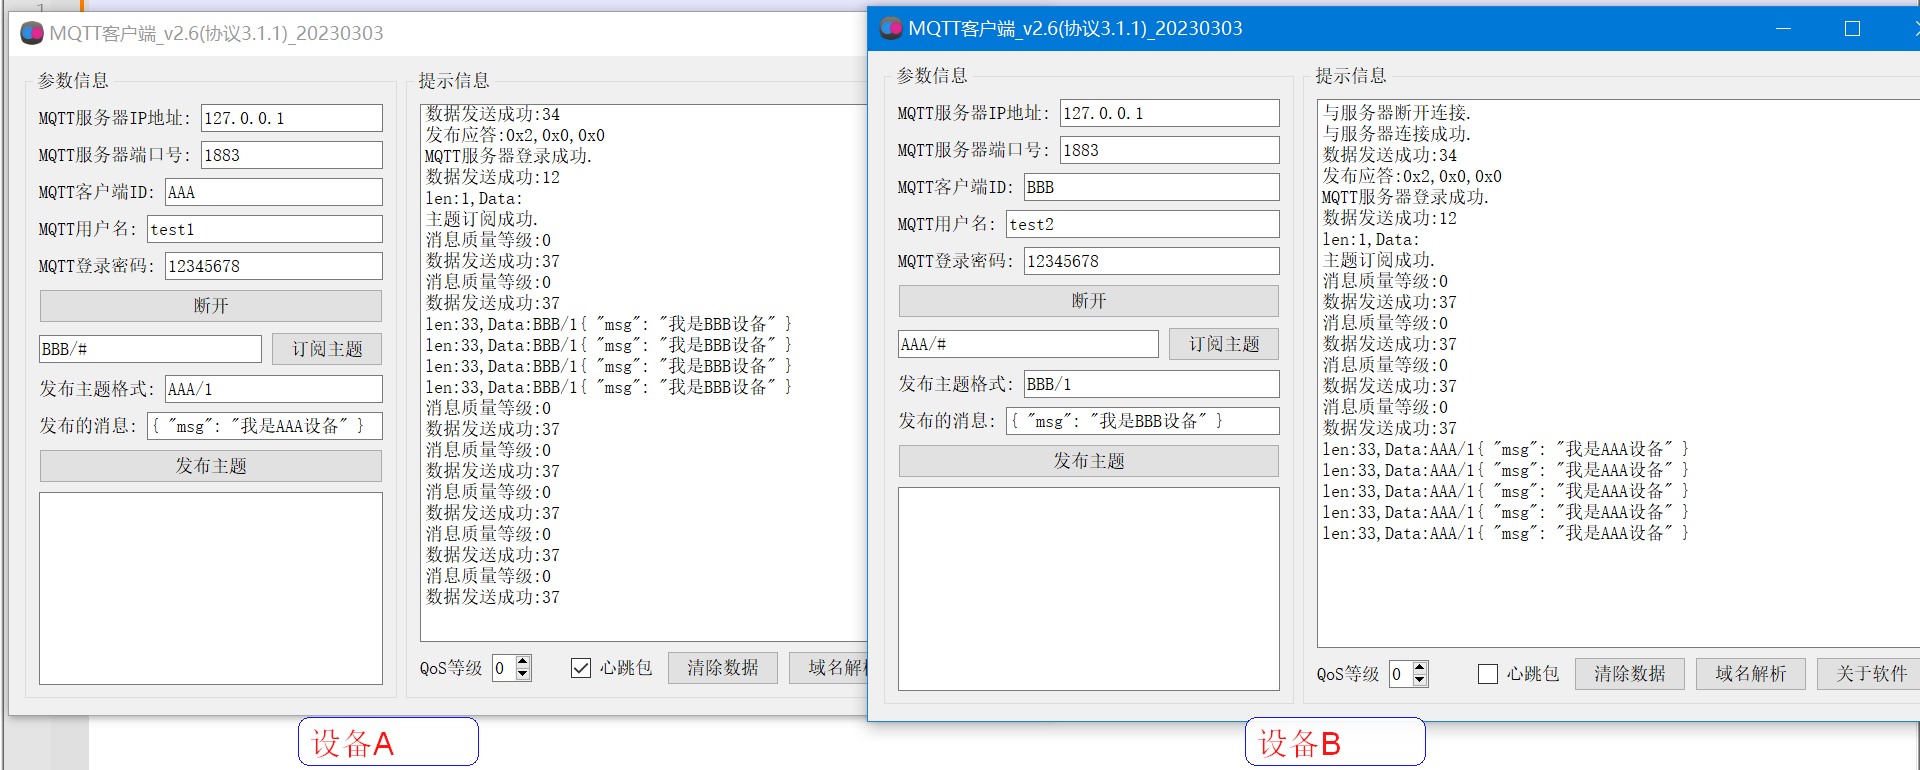 1
MQTT客户端_v2.6(协议3.1.1)_20230303
参数信息
MQTT服务器IP地址: 127.0.0.1
MQTT服务器端口号: 1883
MQTT客户端ID: AAA
MQTT用户名: test1
MQTT登录密码: 12345678
断开
BBB/# 订阅主题
发布主题格式: AAA/1
发布的消息: { "msg": "我是AAA设备" }
发布主题
提示信息
数据发送成功:34
发布应答:0x2,0x0,0x0
MQTT服务器登录成功.
数据发送成功:12
len:1,Data:
主题订阅成功.
消息质量等级:0
数据发送成功:37
消息质量等级:0
数据发送成功:37
len:33,Data:BBB/1{ "msg": "我是BBB设备" }
len:33,Data:BBB/1{ "msg": "我是BBB设备" }
len:33,Data:BBB/1{ "msg": "我是BBB设备" }
len:33,Data:BBB/1{ "msg": "我是BBB设备" }
消息质量等级:0
数据发送成功:37
消息质量等级:0
数据发送成功:37
消息质量等级:0
数据发送成功:37
消息质量等级:0
数据发送成功:37
消息质量等级:0
数据发送成功:37
QoS等级 0 心跳包 清除数据 域名解析
设备A
MQTT客户端_v2.6(协议3.1.1)_20230303
参数信息
MQTT服务器IP地址: 127.0.0.1
MQTT服务器端口号: 1883
MQTT客户端ID: BBB
MQTT用户名: test2
MQTT登录密码: 12345678
断开
AAA/# 订阅主题
发布主题格式: BBB/1
发布的消息: { "msg": "我是BBB设备" }
发布主题
提示信息
与服务器断开连接.
与服务器连接成功.
数据发送成功:34
发布应答:0x2,0x0,0x0
MQTT服务器登录成功.
数据发送成功:12
len:1,Data:
主题订阅成功.
消息质量等级:0
数据发送成功:37
消息质量等级:0
数据发送成功:37
消息质量等级:0
数据发送成功:37
消息质量等级:0
数据发送成功:37
len:33,Data:AAA/1{ "msg": "我是AAA设备" }
len:33,Data:AAA/1{ "msg": "我是AAA设备" }
len:33,Data:AAA/1{ "msg": "我是AAA设备" }
len:33,Data:AAA/1{ "msg": "我是AAA设备" }
len:33,Data:AAA/1{ "msg": "我是AAA设备" }
QoS等级 0 心跳包 清除数据 域名解析 关于软件
设备B